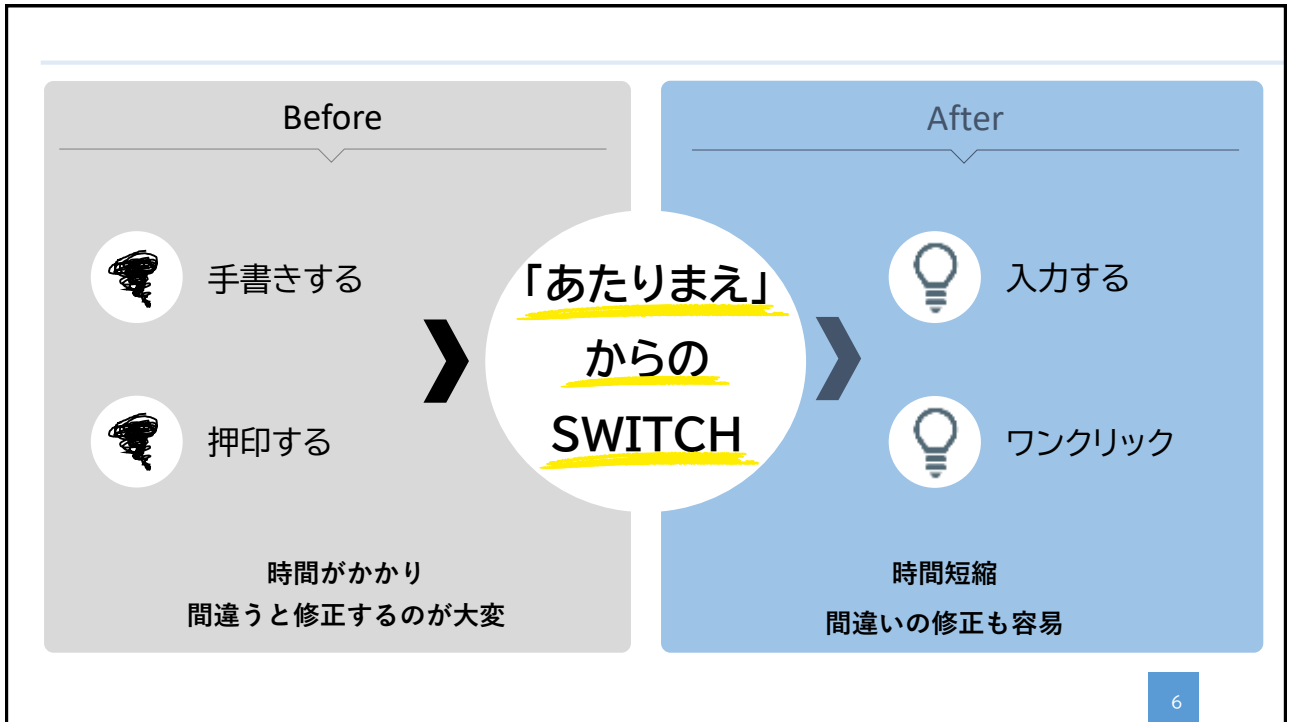 Before
手書きする
押印する
時間がかかり
間違うと修正するのが大変
「あたりまえ」
からの
SWITCH
After
入力する
ワンクリック
時間短縮
間違いの修正も容易
6